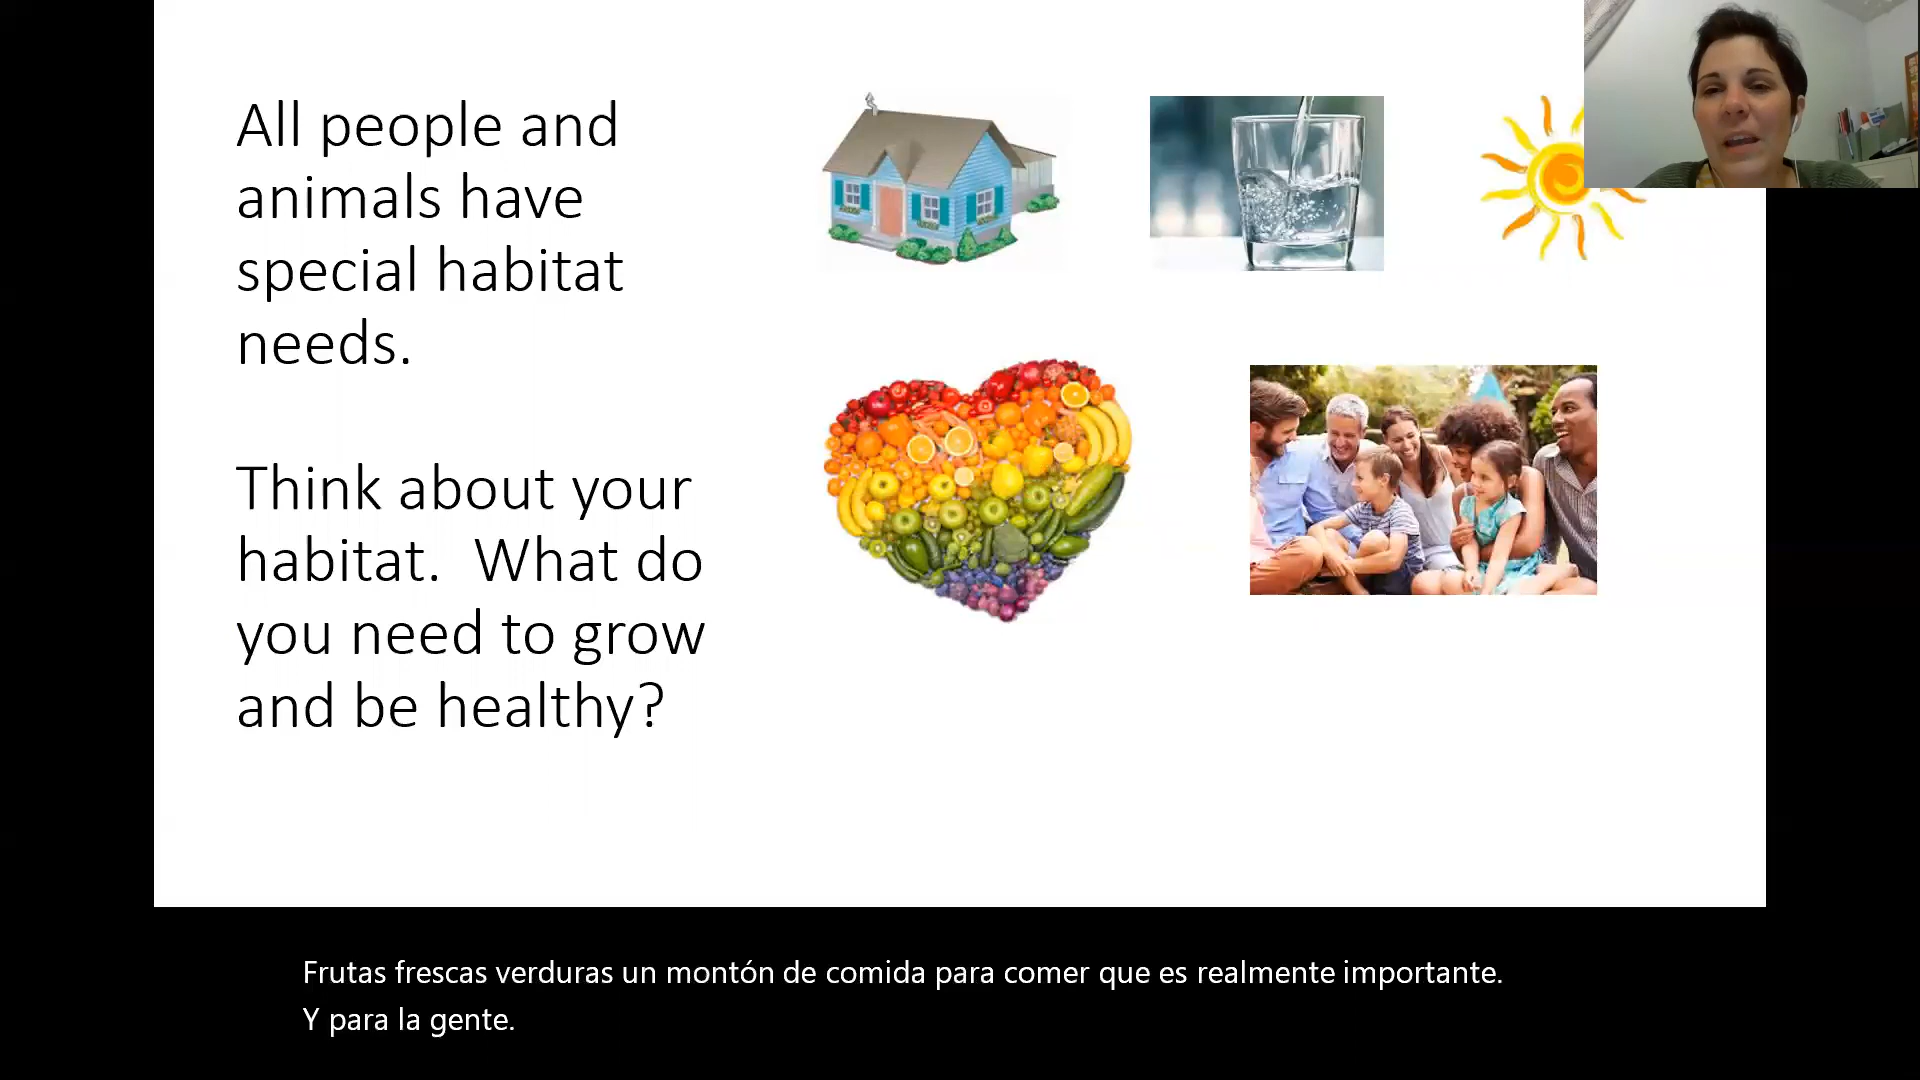 All people and
animals have
special habitat
needs.
Think about your
habitat.  What do
you need to grow
and be healthy?
Frutas frescas verduras un montón de comida para comer que es realmente importante.
Y para la gente.